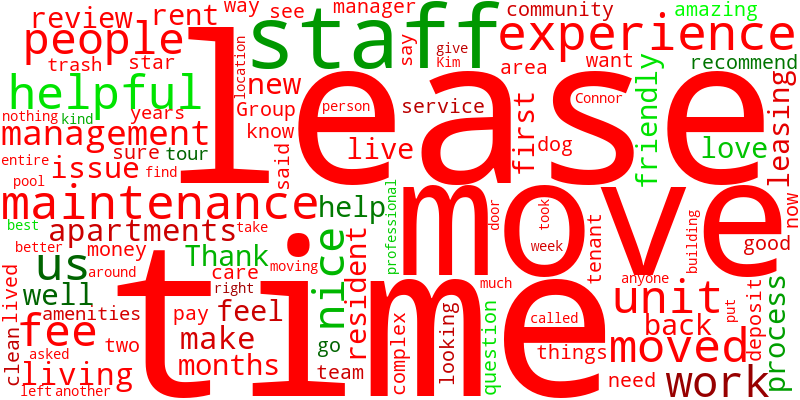 way see manager community amazing
review rent staff experience
people trash star say give Kim area want recommend
lease
helpful location new person Connor friendly
nothing kind years Group service first dog love leasing
management know live
entire sure tour said
issue find
pool move now
maintenance help professional door took
best apartments take nice week building good
better money Thank resident tenant
us around care moving anyone
time right much
lived well feel unit put deposit process
clean amenities pay looking called back
fee make complex question moved
asked two go things
living months team need work
left another